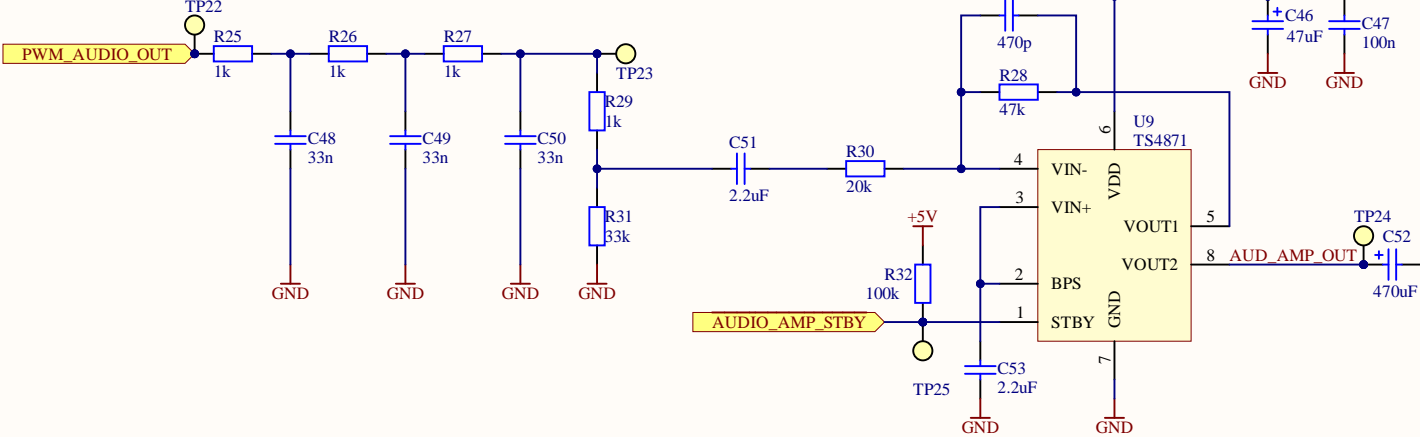 TP22
PWM_AUDIO_OUT
R25
1k
R26
1k
R27
1k
TP23
C48
33n
C49
33n
C50
33n
R29
1k
R31
33k
GND
GND
GND
GND
C51
2.2uF
R30
20k
470p
R28
47k
C46
+
47uF
GND
C47
100n
GND
U9
TS4871
6
VDD
4
VIN-
3
VIN+
2
BPS
1
STBY
GND
7
VOUT1
5
VOUT2
8
AUD_AMP_OUT
TP24
C52
+
470uF
+5V
R32
100k
AUDIO_AMP_STBY
TP25
C53
2.2uF
GND
GND